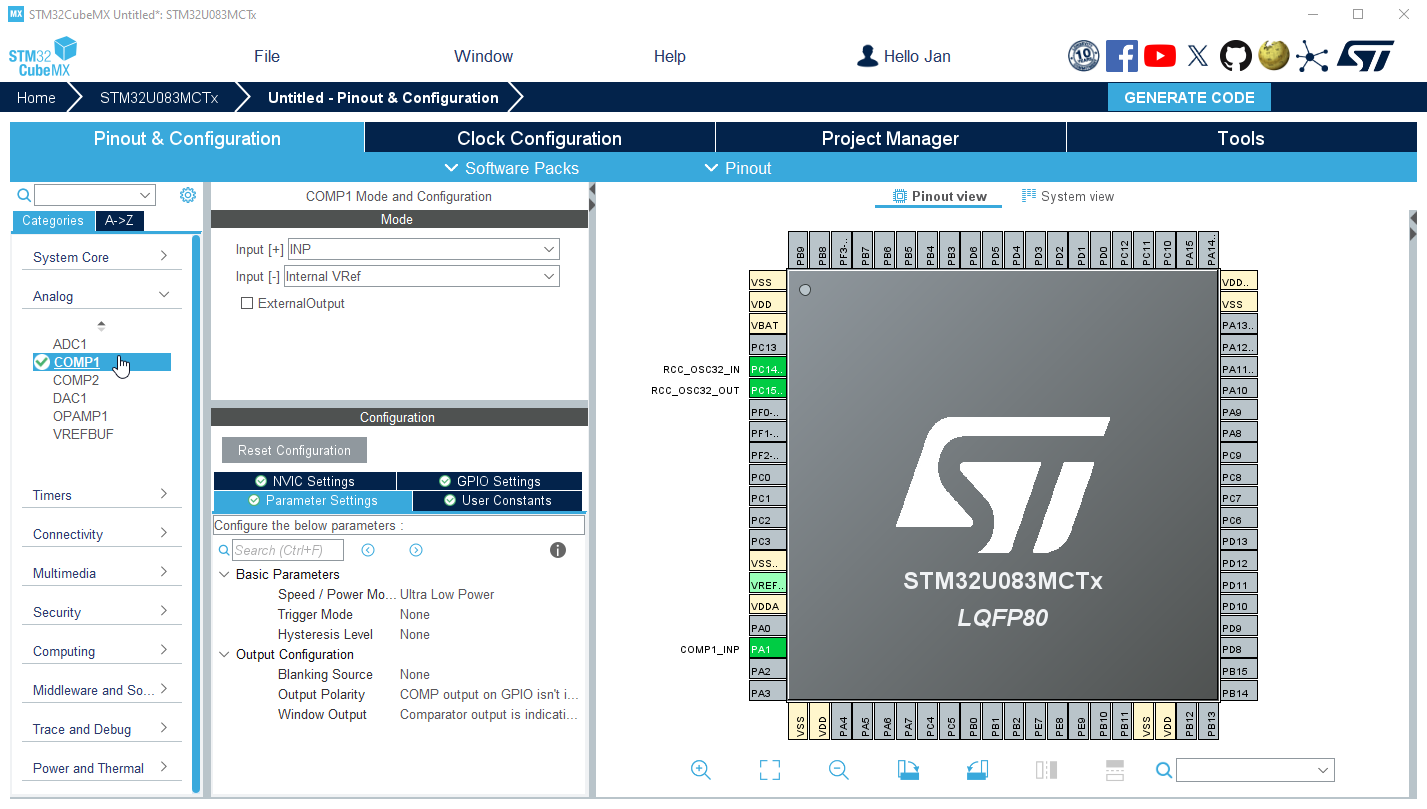 MX STM32CubeMX Untitled*: STM32U083MCTx
STM32
CubeMX
File
Window
Help
Hello Jan
10
Home
STM32U083MCTx
Untitled - Pinout & Configuration
GENERATE CODE
Pinout & Configuration
Clock Configuration
Project Manager
Tools
Software Packs
Pinout
Categories
A->Z
System Core
Analog
ADC1
COMP1
COMP2
DAC1
OPAMP1
VREFBUF
Timers
Connectivity
Multimedia
Security
Computing
Middleware and So...
Trace and Debug
Power and Thermal
COMP1 Mode and Configuration
Mode
Input [+] INP
Input [-] Internal VRef
ExternalOutput
Configuration
Reset Configuration
NVIC Settings
GPIO Settings
Parameter Settings
User Constants
Configure the below parameters :
Search (Ctrl+F)
Basic Parameters
Speed / Power Mo... Ultra Low Power
Trigger Mode None
Hysteresis Level None
Output Configuration
Blanking Source None
Output Polarity COMP output on GPIO isn't i...
Window Output Comparator output is indicati...
Pinout view
System view
PB9 PB8 PF3-.. PB7 PB6 PB5 PB4 PB3 PD6 PD5 PD4 PD3 PD2 PD1 PD0 PC12 PC11 PC10 PA15 PA14..
VSS
VDD
VBAT
PC13
RCC_OSC32_IN PC14..
RCC_OSC32_OUT PC15..
PF0-..
PF1-..
PF2-..
PC0
PC1
PC2
PC3
VSS..
VREF..
VDDA
PA0
COMP1_INP PA1
PA2
PA3
ST
STM32U083MCTx
LQFP80
VDD..
VSS
PA13..
PA12..
PA11..
PA10
PA9
PA8
PC9
PC8
PC7
PC6
PD13
PD12
PD11
PD10
PD9
PD8
PB15
PB14
VSS VDD PA4 PA5 PA6 PA7 PC4 PC5 PB0 PB1 PB2 PE7 PE8 PE9 PB10 PB11 VSS VDD PB12 PB13